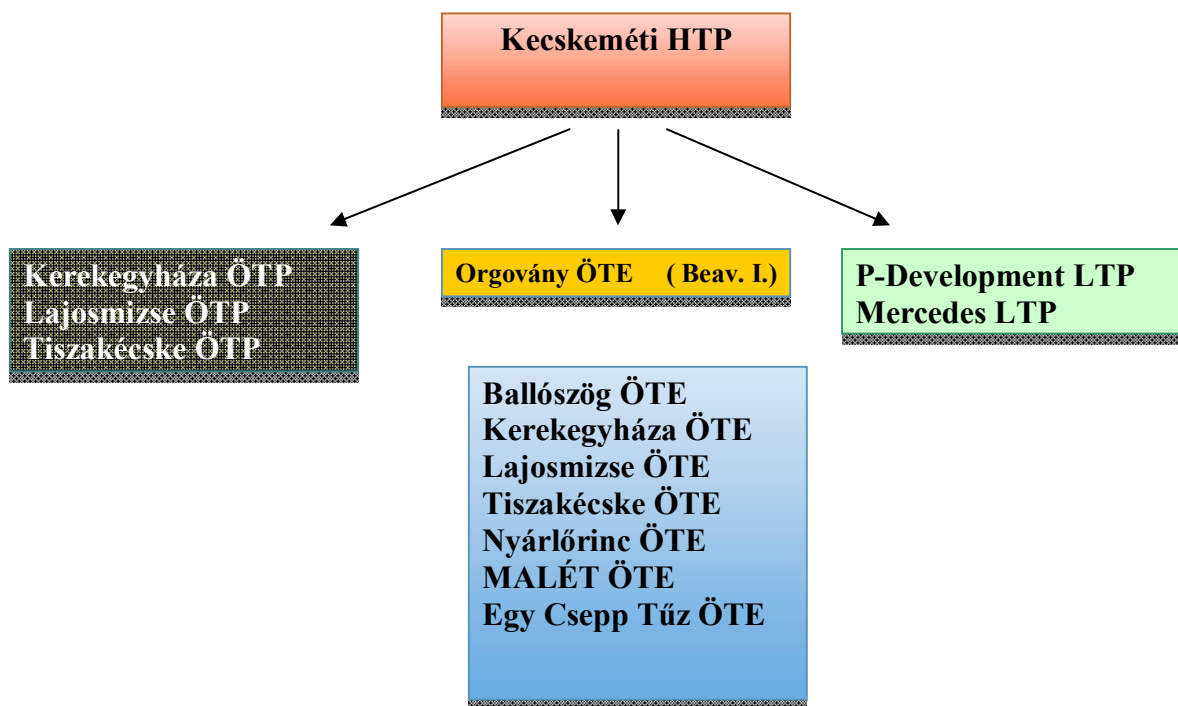 Kecskeméti HTP
Kerekegyháza ÖTP
Lajosmizse ÖTP
Tiszakécske ÖTP
Orgovány ÖTE ( Beav. I.)
P-Development LTP
Mercedes LTP
Ballószög ÖTE
Kerekegyháza ÖTE
Lajosmizse ÖTE
Tiszakécske ÖTE
Nyárlőrinc ÖTE
MALÉT ÖTE
Egy Csepp Tűz ÖTE